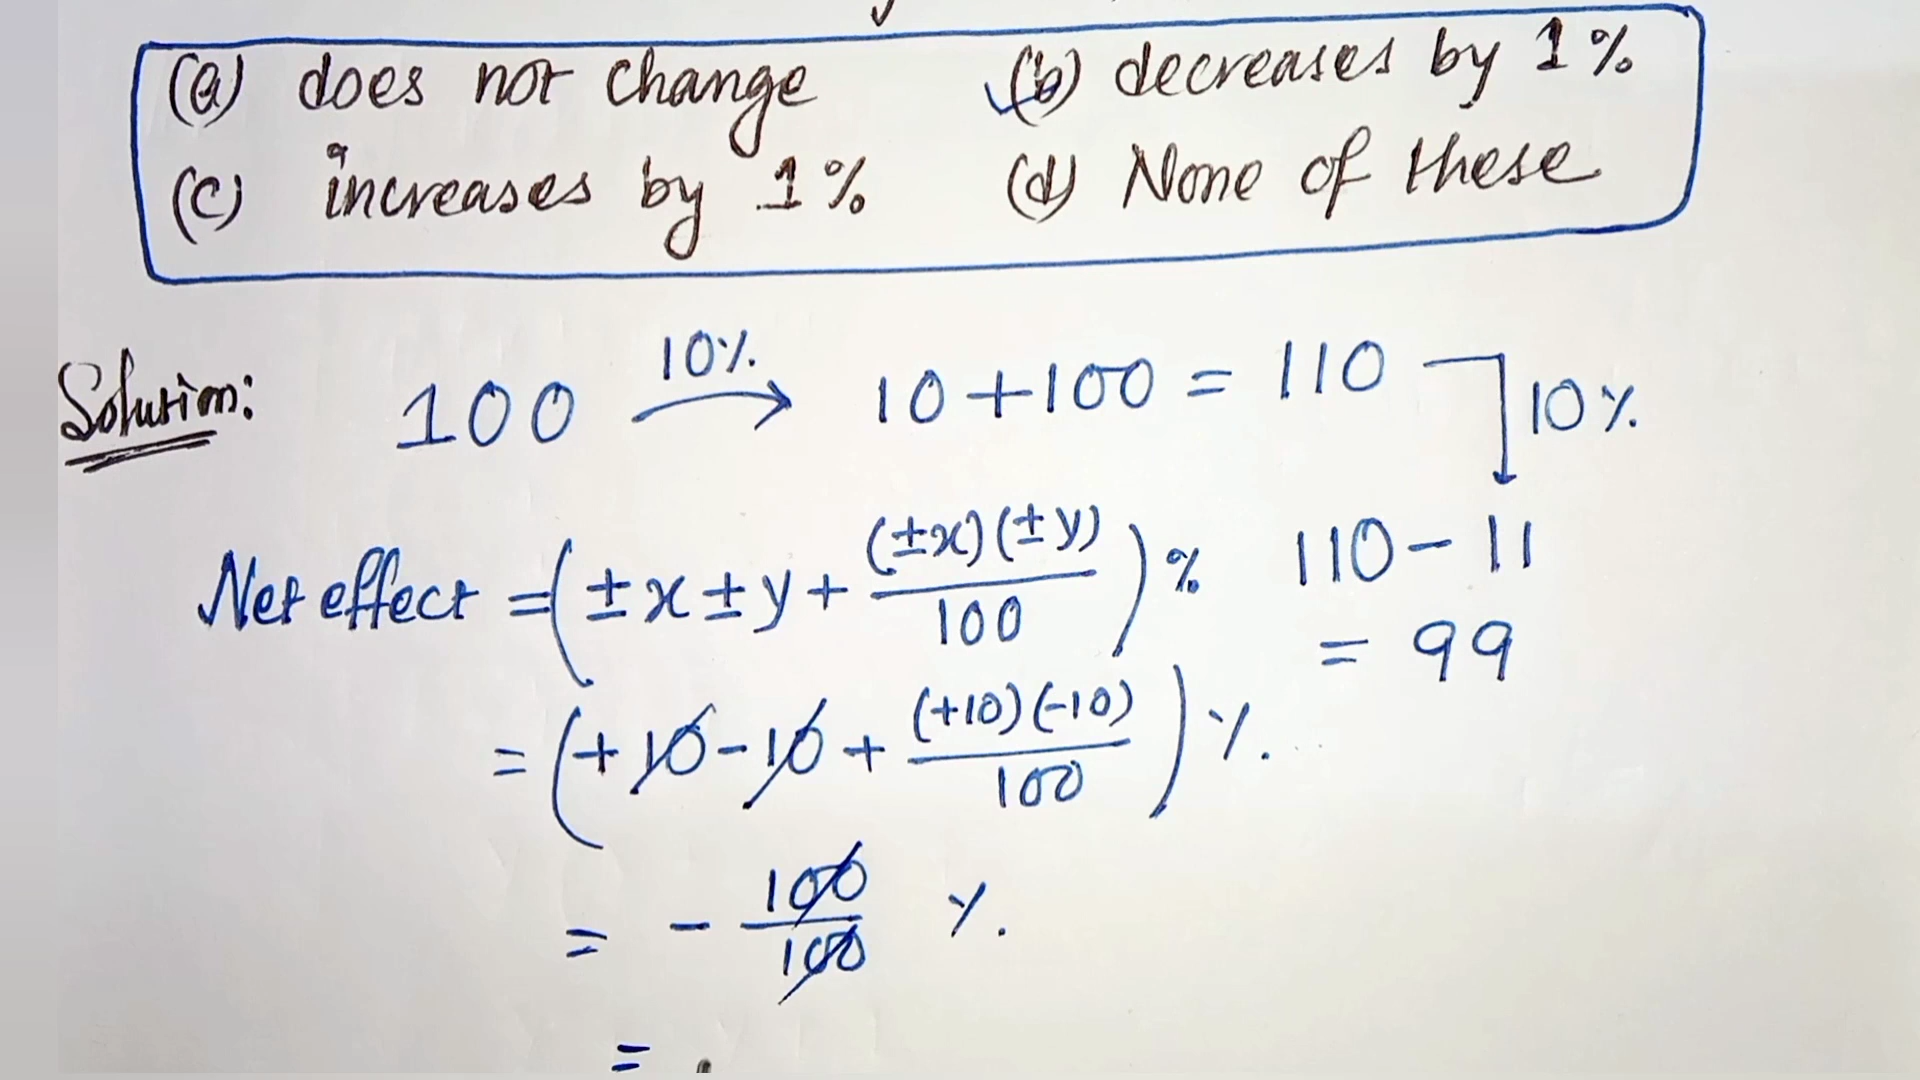 (a) does not change (b) decreases by 1%
(c) increases by 1% (d) None of these
Solution: 100 10% → 10+100 = 110 10%
Net effect = (±x±y+ (±x)(±y)/100)% 110-11
= 99
= (+10-10+ (+10)(-10)/100)%.
= - 100/100 %.
=